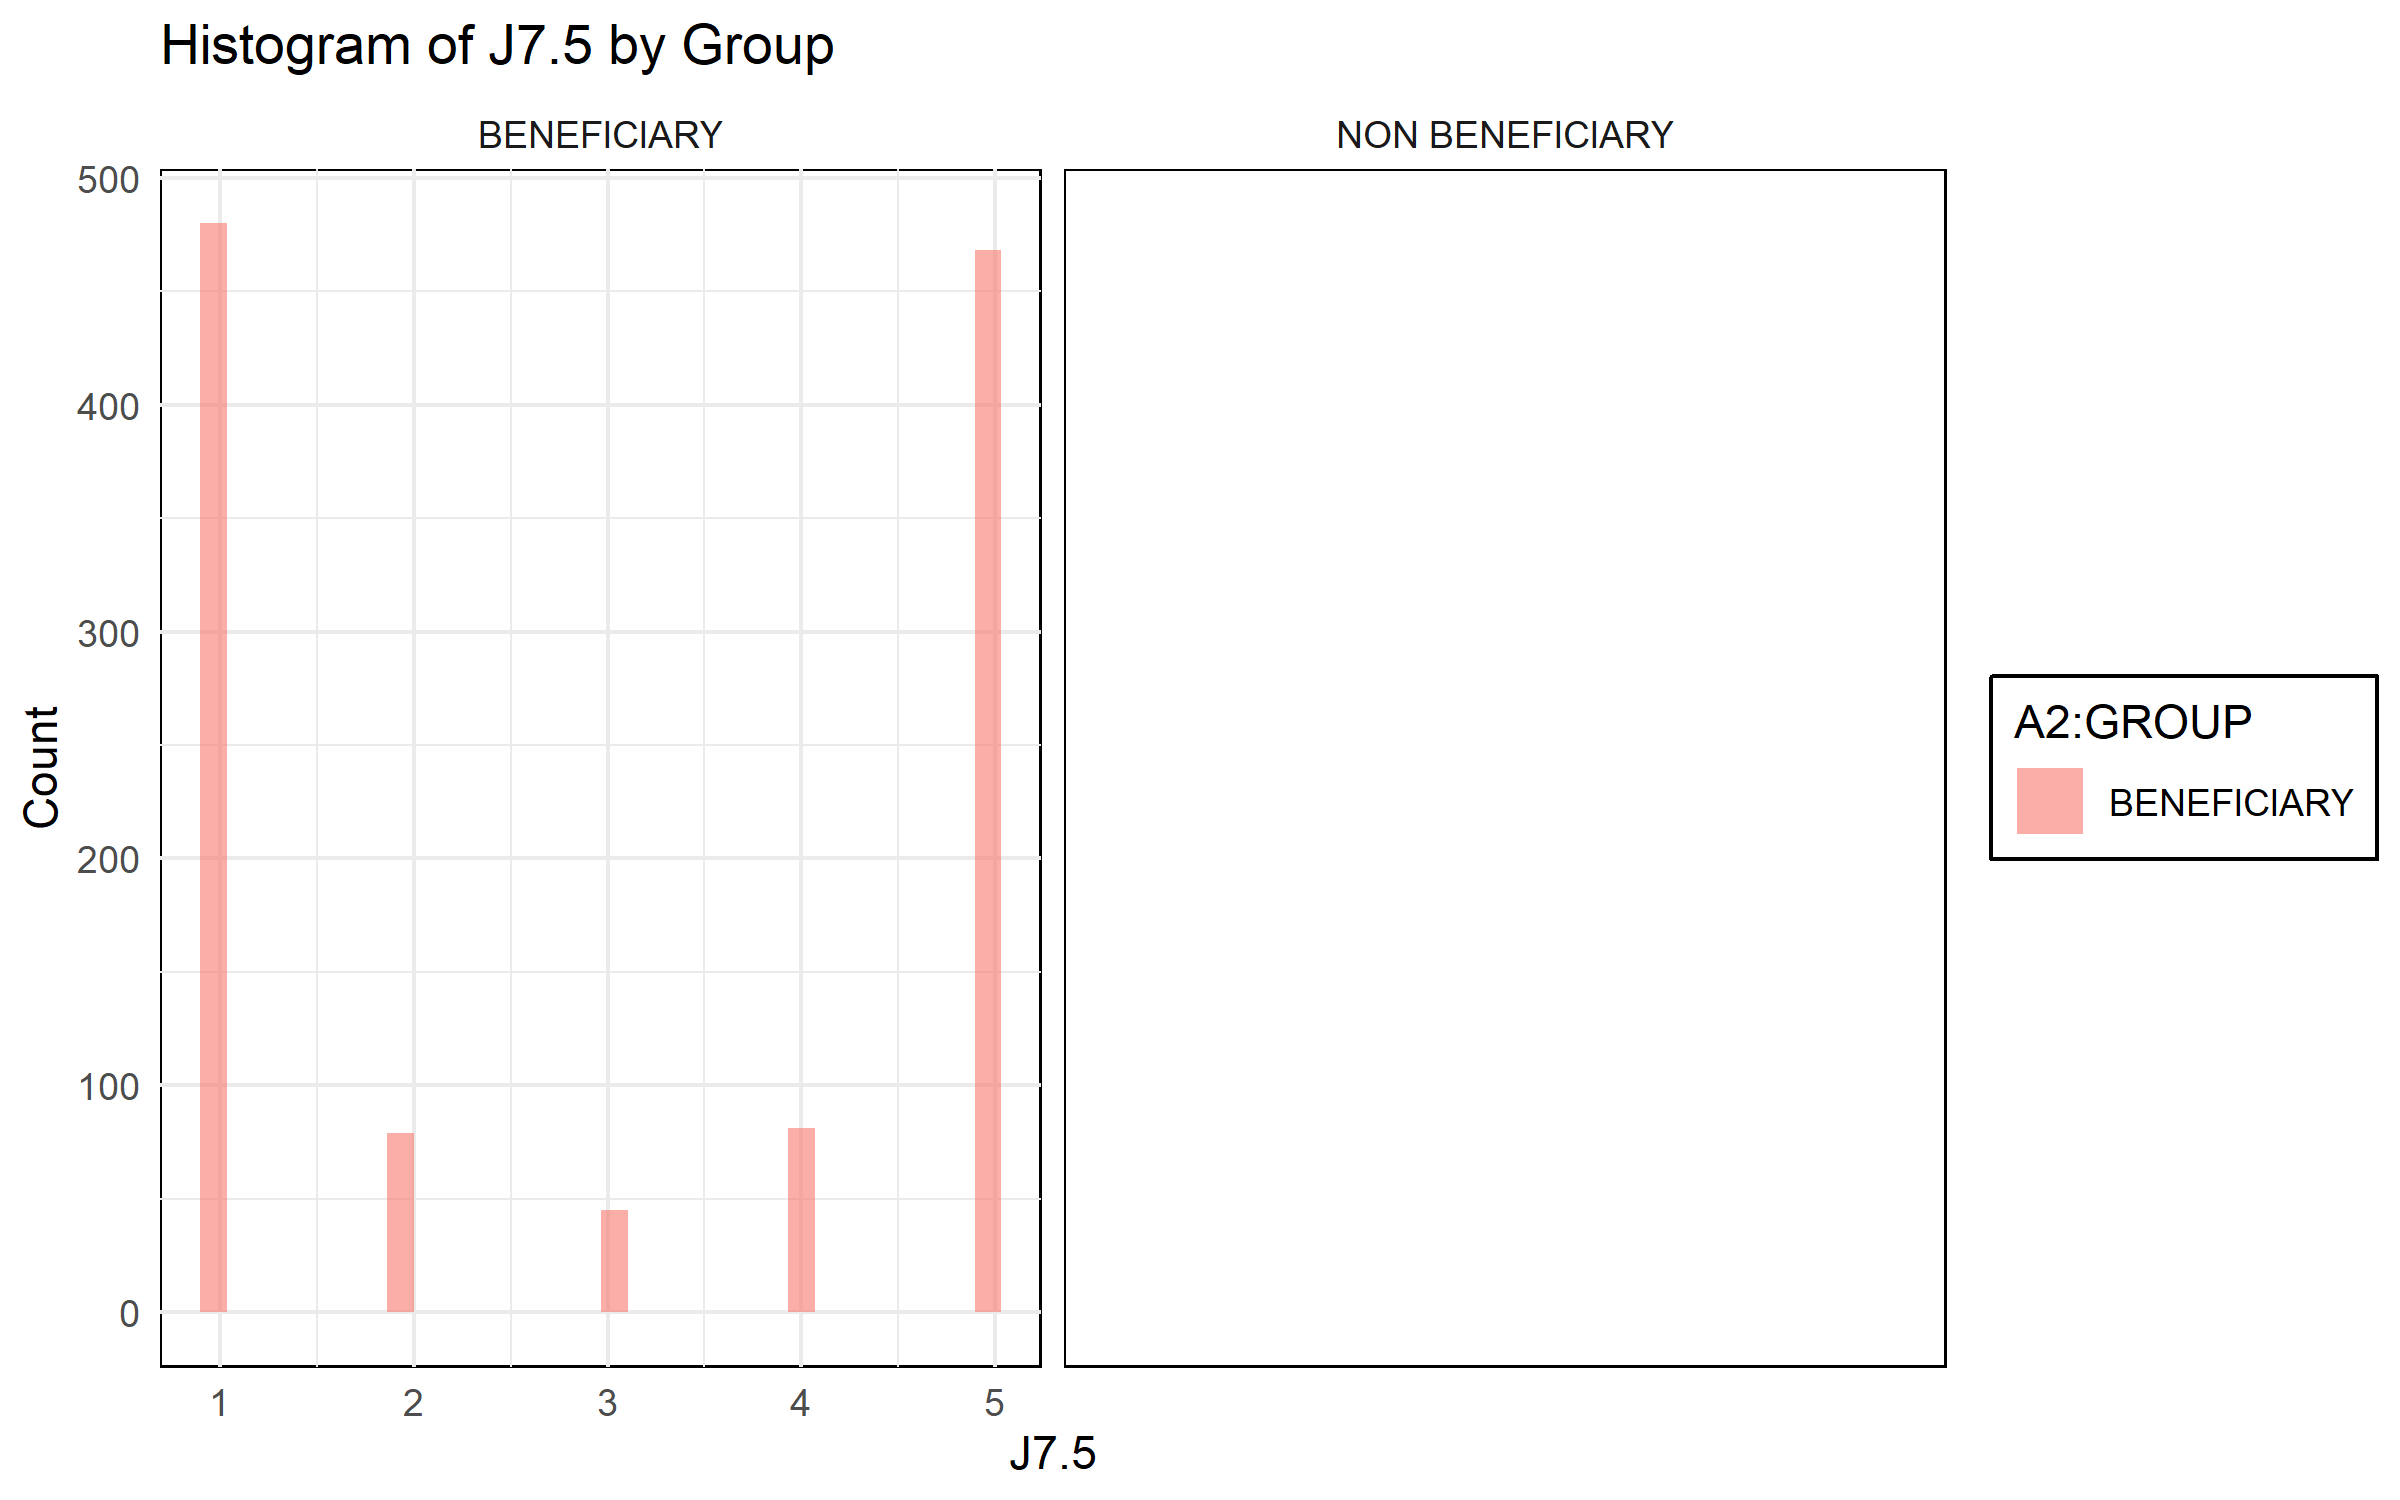 Histogram of J7.5 by Group
BENEFICIARY
NON BENEFICIARY
500
400
300
200
100
0
Count
1 2 3 4 5
J7.5
A2:GROUP
BENEFICIARY